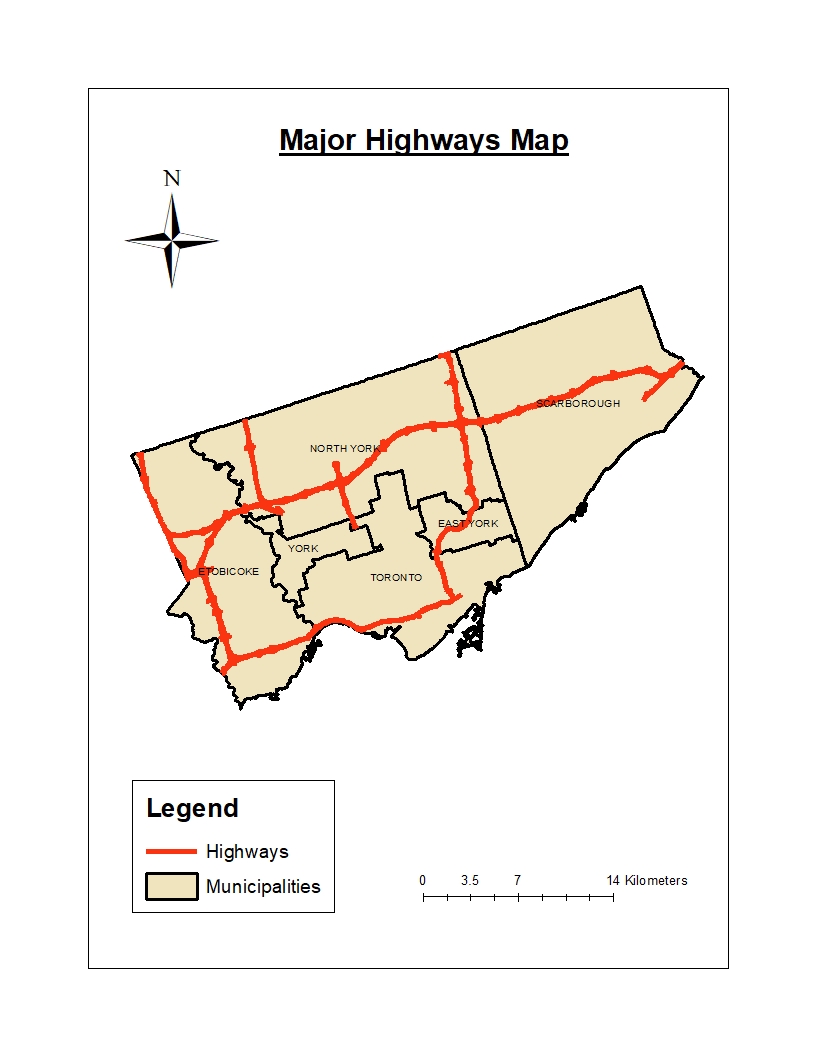 Major Highways Map
N
SCARBOROUGH
NORTH YORK
EAST YORK
YORK
ETOBICOKE
TORONTO
Legend
Highways
Municipalities
0 3.5 7 14 Kilometers